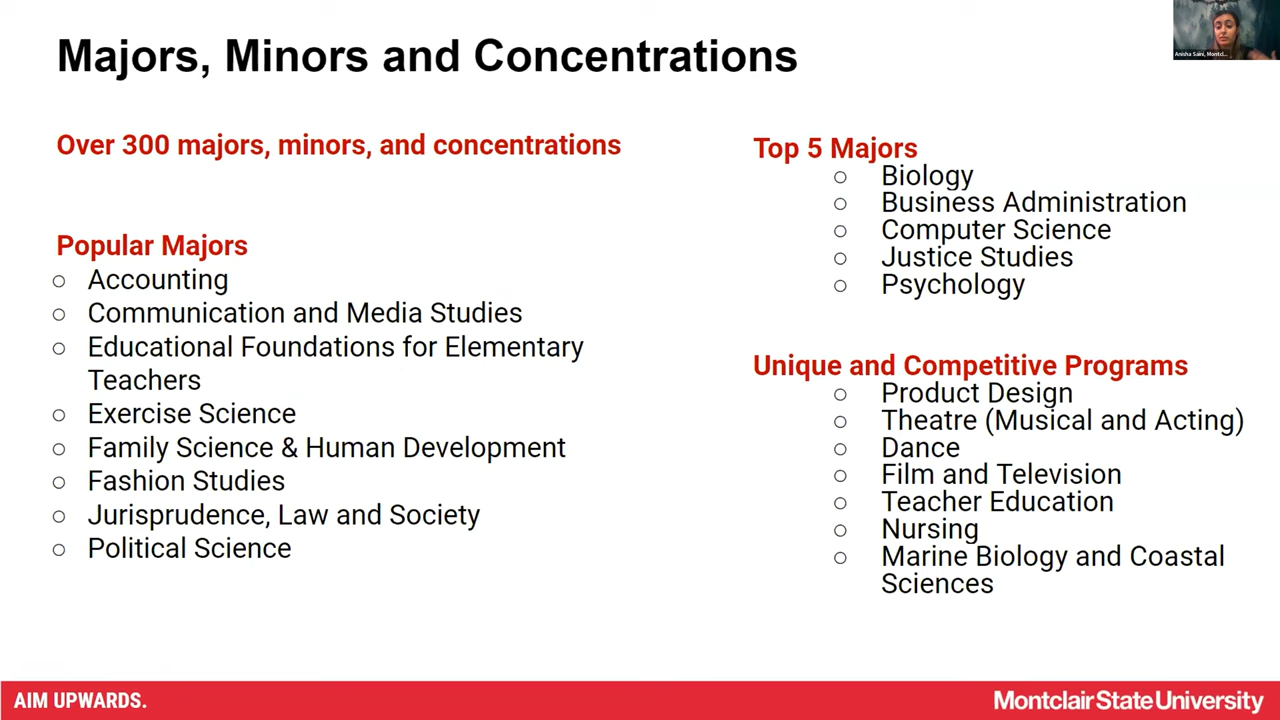 Majors, Minors and Concentrations
Anisha Saini, Montcl...
Over 300 majors, minors, and concentrations
Popular Majors
○ Accounting
○ Communication and Media Studies
○ Educational Foundations for Elementary
Teachers
○ Exercise Science
○ Family Science & Human Development
○ Fashion Studies
○ Jurisprudence, Law and Society
○ Political Science
Top 5 Majors
○ Biology
○ Business Administration
○ Computer Science
○ Justice Studies
○ Psychology
Unique and Competitive Programs
○ Product Design
○ Theatre (Musical and Acting)
○ Dance
○ Film and Television
○ Teacher Education
○ Nursing
○ Marine Biology and Coastal
Sciences
AIM UPWARDS.
Montclair State University